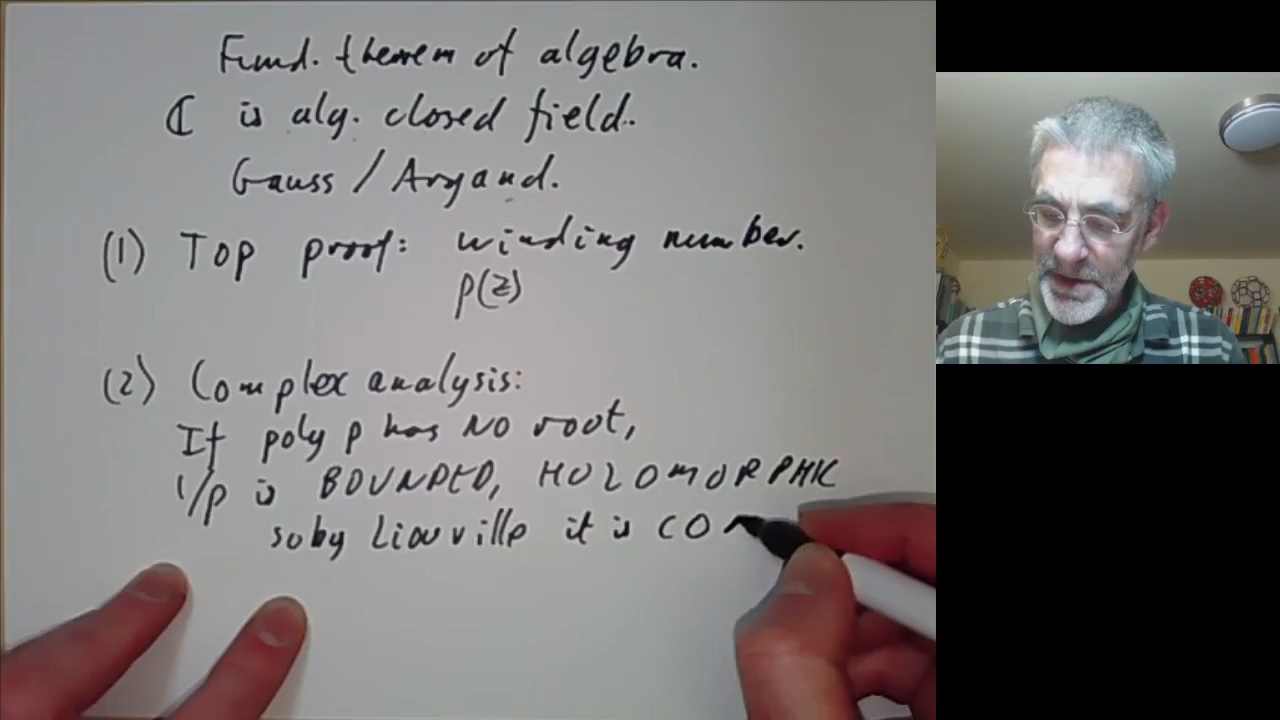 Fund. theorem of algebra.
ℂ is alg. closed field.
Gauss / Argand.
(1) Top proof: winding number.
p(z)
(2) Complex analysis:
If poly p has NO root,
1/p is BOUNDED, HOLOMORPHIC
so by Liouville it is CON